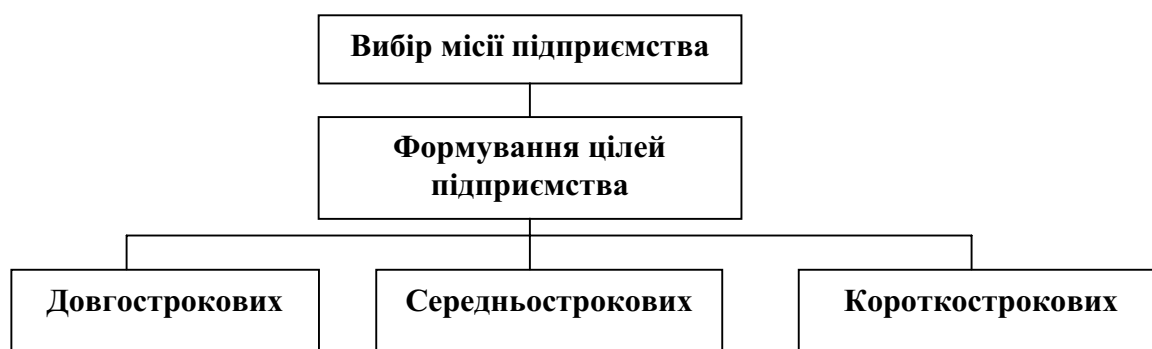 Вибір місії підприємства
Формування цілей
підприємства
Довгострокових
Середньострокових
Короткострокових